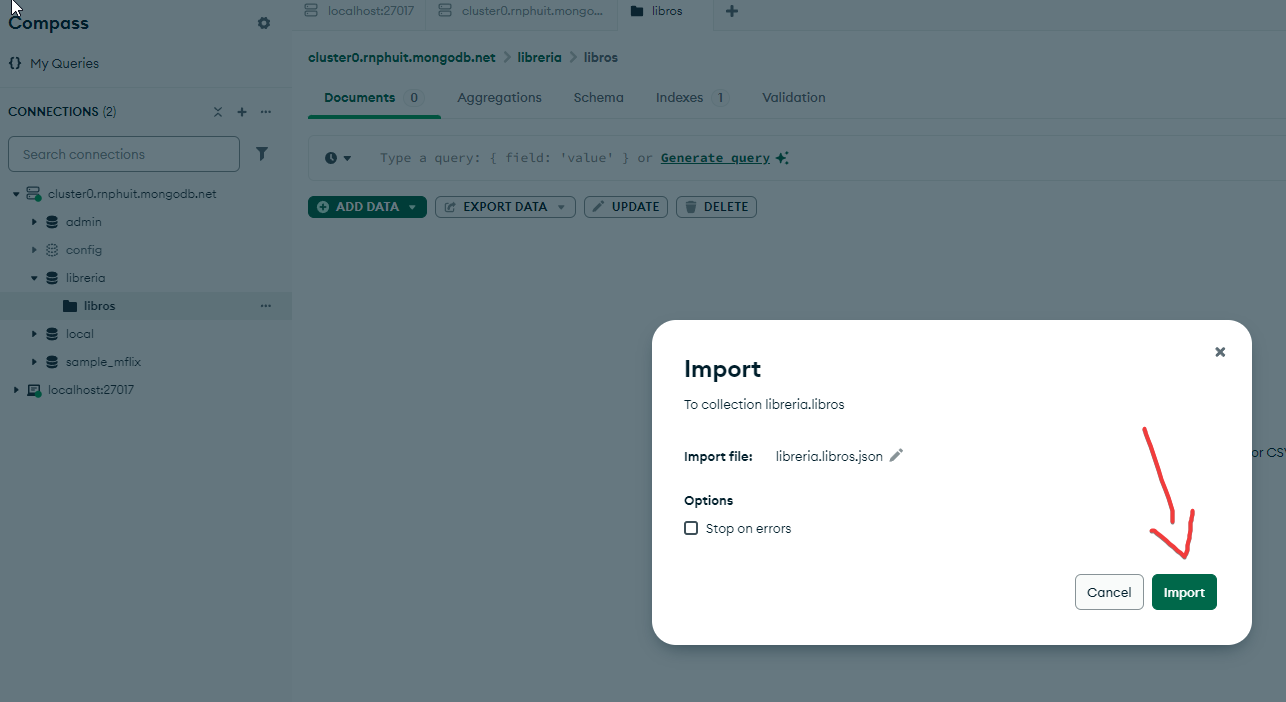 Compass
My Queries
CONNECTIONS (2)
Search connections
cluster0.rnphuit.mongodb.net
admin
config
libreria
libros
local
sample_mflix
localhost:27017
localhost:27017
cluster0.rnphuit.mongo...
libros
cluster0.rnphuit.mongodb.net > libreria > libros
Documents 0 Aggregations Schema Indexes 1 Validation
Type a query: { field: 'value' } or Generate query
ADD DATA EXPORT DATA UPDATE DELETE
or CSV
Import
To collection libreria.libros
Import file: libreria.libros.json
Options
Stop on errors
Cancel Import